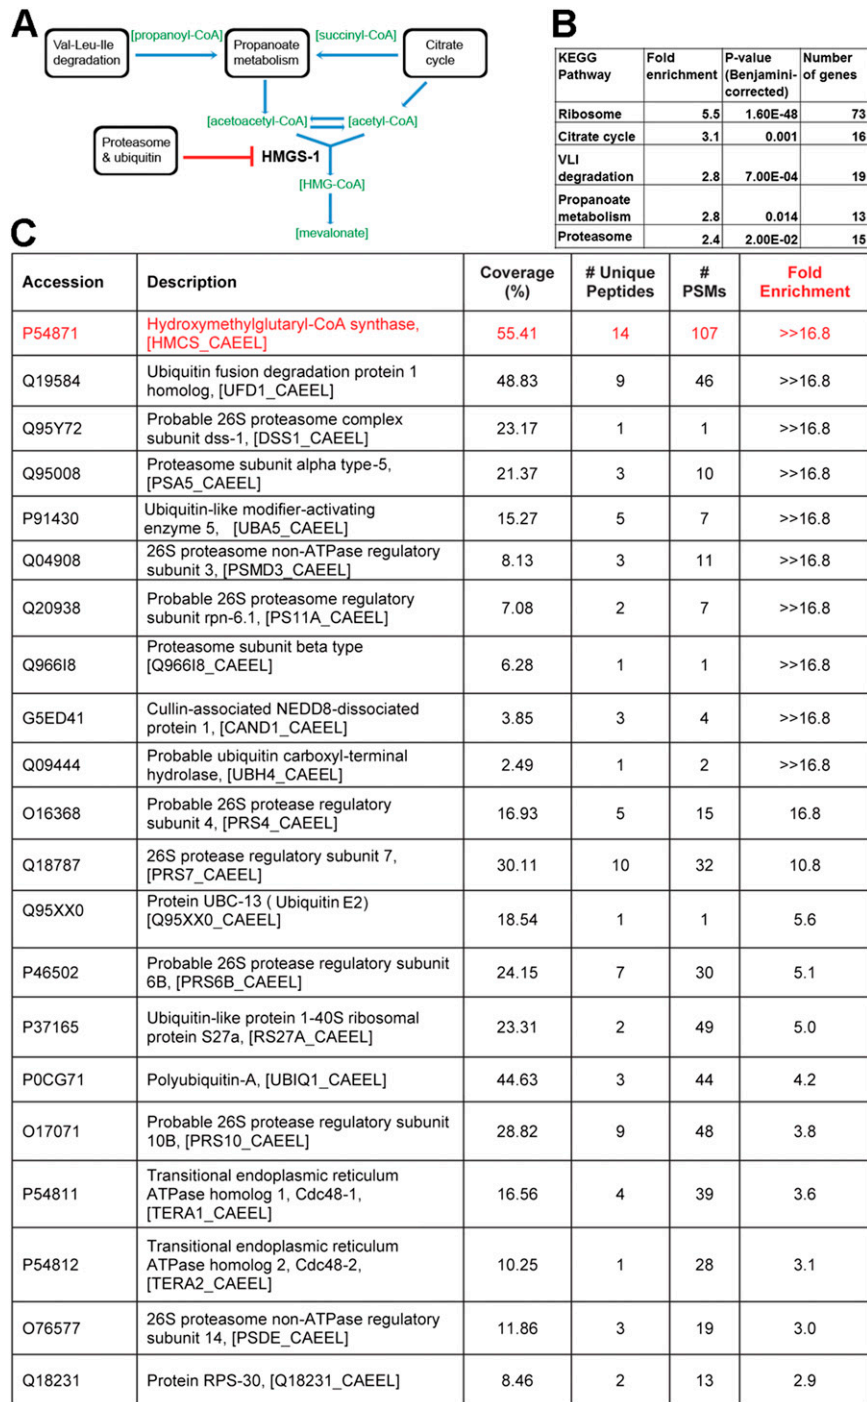 A
B
[propanoyl-CoA]
[succinyl-CoA]
Val-Leu-Ile
degradation
Propanoate
metabolism
Citrate
cycle
[acetoacetyl-CoA]
[acetyl-CoA]
Proteasome
& ubiquitin
HMGS-1
[HMG-CoA]
[mevalonate]
KEGG Pathway Fold enrichment P-value (Benjamini-corrected) Number of genes
Ribosome 5.5 1.60E-48 73
Citrate cycle 3.1 0.001 16
VLI
degradation 2.8 7.00E-04 19
Propanoate
metabolism 2.8 0.014 13
Proteasome 2.4 2.00E-02 15
C
Accession Description Coverage (%) # Unique Peptides # PSMs Fold Enrichment
P54871 Hydroxymethylglutaryl-CoA synthase,
[HMCS_CAEEL] 55.41 14 107 >>16.8
Q19584 Ubiquitin fusion degradation protein 1
homolog, [UFD1_CAEEL] 48.83 9 46 >>16.8
Q95Y72 Probable 26S proteasome complex
subunit dss-1, [DSS1_CAEEL] 23.17 1 1 >>16.8
Q95008 Proteasome subunit alpha type-5,
[PSA5_CAEEL] 21.37 3 10 >>16.8
P91430 Ubiquitin-like modifier-activating
enzyme 5, [UBA5_CAEEL] 15.27 5 7 >>16.8
Q04908 26S proteasome non-ATPase regulatory
subunit 3, [PSMD3_CAEEL] 8.13 3 11 >>16.8
Q20938 Probable 26S proteasome regulatory
subunit rpn-6.1, [PS11A_CAEEL] 7.08 2 7 >>16.8
Q966I8 Proteasome subunit beta type
[Q966I8_CAEEL] 6.28 1 1 >>16.8
G5ED41 Cullin-associated NEDD8-dissociated
protein 1, [CAND1_CAEEL] 3.85 3 4 >>16.8
Q09444 Probable ubiquitin carboxyl-terminal
hydrolase, [UBH4_CAEEL] 2.49 1 2 >>16.8
O16368 Probable 26S protease regulatory
subunit 4, [PRS4_CAEEL] 16.93 5 15 16.8
Q18787 26S protease regulatory subunit 7,
[PRS7_CAEEL] 30.11 10 32 10.8
Q95XX0 Protein UBC-13 ( Ubiquitin E2)
[Q95XX0_CAEEL] 18.54 1 1 5.6
P46502 Probable 26S protease regulatory subunit
6B, [PRS6B_CAEEL] 24.15 7 30 5.1
P37165 Ubiquitin-like protein 1-40S ribosomal
protein S27a, [RS27A_CAEEL] 23.31 2 49 5.0
P0CG71 Polyubiquitin-A, [UBIQ1_CAEEL] 44.63 3 44 4.2
O17071 Probable 26S protease regulatory subunit
10B, [PRS10_CAEEL] 28.82 9 48 3.8
P54811 Transitional endoplasmic reticulum
ATPase homolog 1, Cdc48-1,
[TERA1_CAEEL] 16.56 4 39 3.6
P54812 Transitional endoplasmic reticulum
ATPase homolog 2, Cdc48-2,
[TERA2_CAEEL] 10.25 1 28 3.1
O76577 26S proteasome non-ATPase regulatory
subunit 14, [PSDE_CAEEL] 11.86 3 19 3.0
Q18231 Protein RPS-30, [Q18231_CAEEL] 8.46 2 13 2.9